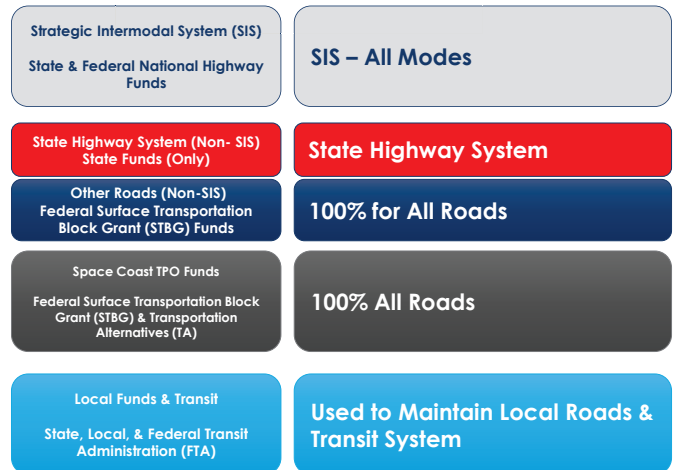 Strategic Intermodal System (SIS)
State & Federal National Highway
Funds
SIS – All Modes
State Highway System (Non- SIS)
State Funds (Only)
State Highway System
Other Roads (Non-SIS)
Federal Surface Transportation
Block Grant (STBG) Funds
100% for All Roads
Space Coast TPO Funds
Federal Surface Transportation Block
Grant (STBG) & Transportation
Alternatives (TA)
100% All Roads
Local Funds & Transit
State, Local, & Federal Transit
Administration (FTA)
Used to Maintain Local Roads &
Transit System